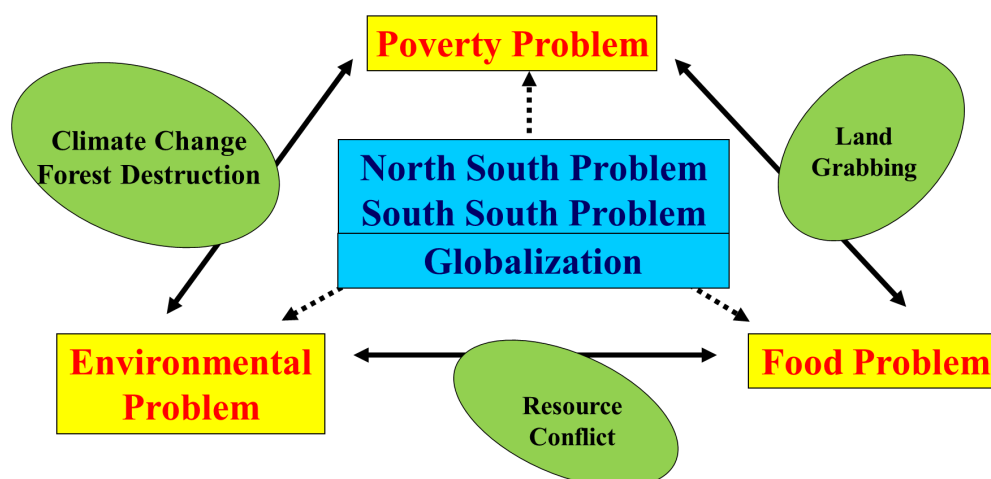 Poverty Problem
Climate Change
Forest Destruction
Land
Grabbing
North South Problem
South South Problem
Globalization
Environmental
Problem
Food Problem
Resource
Conflict